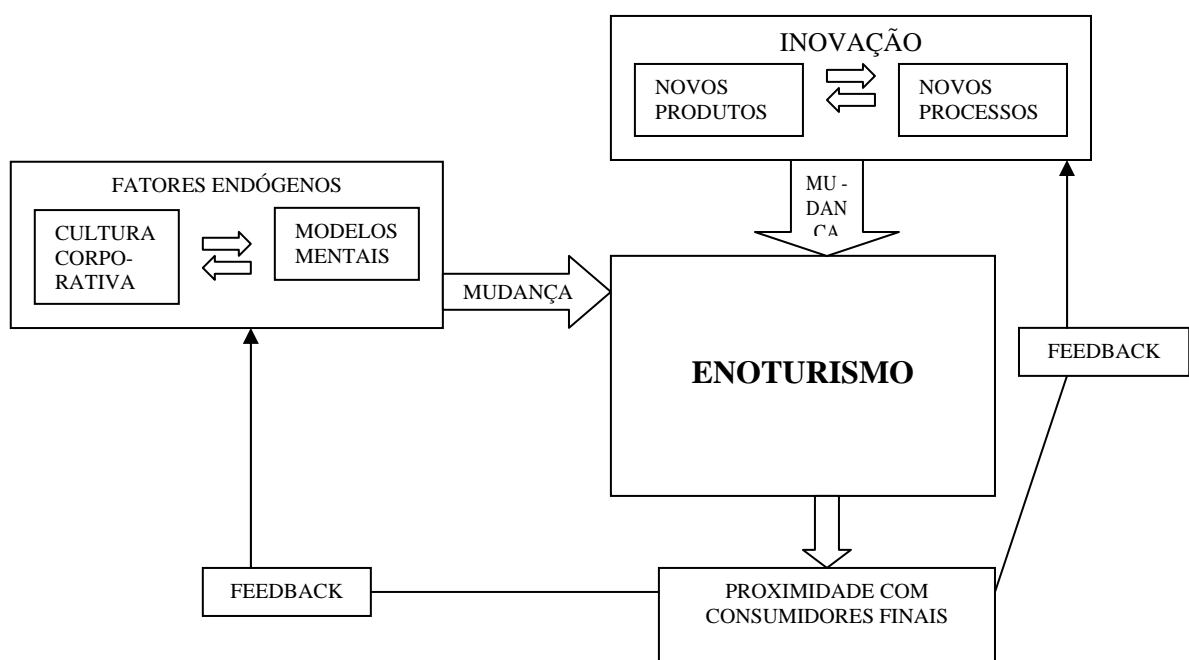 INOVAÇÃO
NOVOS
PRODUTOS
NOVOS
PROCESSOS
FATORES ENDÓGENOS
CULTURA
CORPO-
RATIVA
MODELOS
MENTAIS
MU -
DAN
ÇA
MUDANÇA
ENOTURISMO
FEEDBACK
FEEDBACK
PROXIMIDADE COM
CONSUMIDORES FINAIS